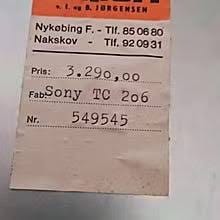 v. I. og B. JØRGENSEN
Nykøbing F. - Tlf. 85 06 80
Nakskov - Tlf. 92 09 31
Pris: 3.290,00
Fab: Sony TC 206
Nr. 549545